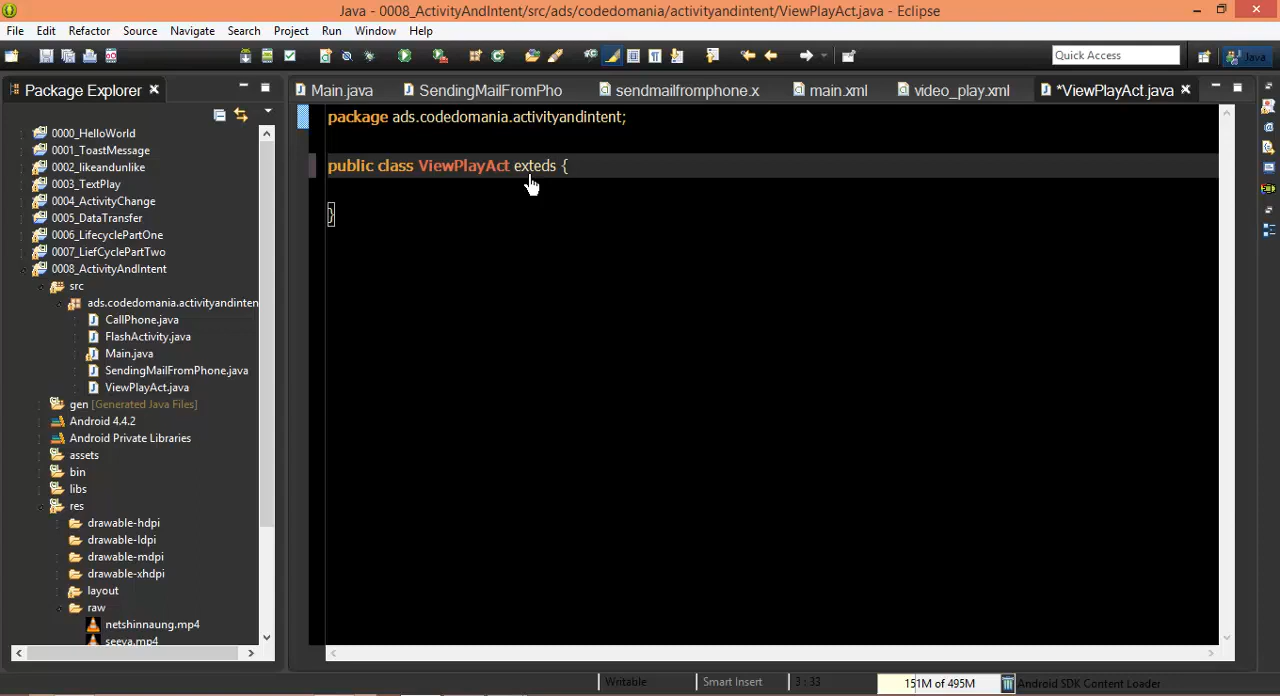 Java - 0008_ActivityAndIntent/src/ads/codedomania/activityandintent/ViewPlayAct.java - Eclipse
File Edit Refactor Source Navigate Search Project Run Window Help
Quick Access Java
Package Explorer
Main.java SendingMailFromPho sendmailfromphone.x main.xml video_play.xml *ViewPlayAct.java
package ads.codedomania.activityandintent;
public class ViewPlayAct exteds {
}
0000_HelloWorld
0001_ToastMessage
0002_likeandunlike
0003_TextPlay
0004_ActivityChange
0005_DataTransfer
0006_LifecyclePartOne
0007_LiefCyclePartTwo
0008_ActivityAndIntent
src
ads.codedomania.activityandinten
CallPhone.java
FlashActivity.java
Main.java
SendingMailFromPhone.java
ViewPlayAct.java
gen [Generated Java Files]
Android 4.4.2
Android Private Libraries
assets
bin
libs
res
drawable-hdpi
drawable-ldpi
drawable-mdpi
drawable-xhdpi
layout
raw
netshinnaung.mp4
seeya.mp4
Writable Smart Insert 3 : 33 151M of 495M Android SDK Content Loader